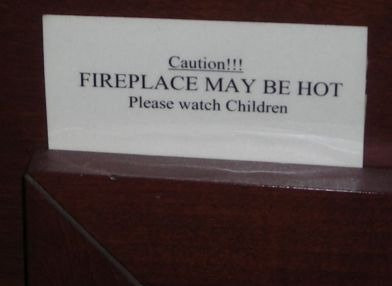 Caution!!!
FIREPLACE MAY BE HOT
Please watch Children